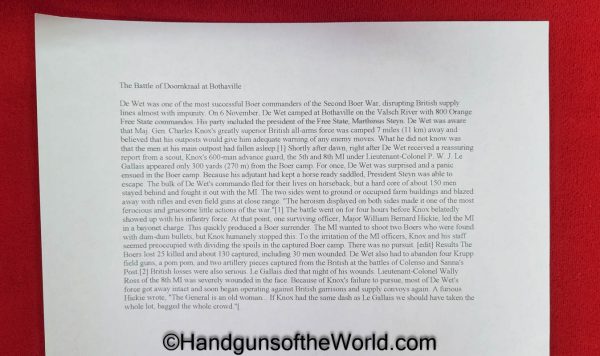 The Battle of Doornkraal at Bothaville
De Wet was one of the most successful Boer commanders of the Second Boer War, disrupting British supply
lines almost with impunity. On 6 November, De Wet camped at Bothaville on the Valsch River with 800 Orange
Free State commandos. His party included the president of the Free State, Marthinus Steyn. De Wet was aware
that Maj. Gen. Charles Knox's greatly superior British all-arms force was camped 7 miles (11 km) away and
believed that his outposts would give him adequate warning of any enemy moves. What he did not know was
that the men at his main outpost had fallen asleep.[1] Shortly after dawn, right after De Wet received a reassuring
report from a scout, Knox's 600-man advance guard, the 5th and 8th MI under Lieutenant-Colonel P. W. J. Le
Gallais appeared only 300 yards (270 m) from the Boer camp. For once, De Wet was surprised and a panic
ensued in the Boer camp. Because his adjutant had kept a horse ready saddled, President Steyn was able to
escape. The bulk of De Wet's commando fled for their lives on horseback, but a hard core of about 150 men
stayed behind and fought it out with the MI. The two sides went to ground or occupied farm buildings and blazed
away with rifles and even field guns at close range. "The heroism displayed on both sides made it one of the most
ferocious and gruesome little actions of the war."[1] The battle went on for four hours before Knox belatedly
showed up with his infantry force. At that point, one surviving officer, Major William Bernard Hickie, led the MI
in a bayonet charge. This quickly produced a Boer surrender. The MI wanted to shoot two Boers who were found
with dum-dum bullets, but Knox humanely stopped this. To the irritation of the MI officers, Knox and his staff
seemed preoccupied with dividing the spoils in the captured Boer camp. There was no pursuit. [edit] Results The
Boers lost 25 killed and about 130 captured, including 30 men wounded. De Wet also had to abandon four Krupp
field guns, a pom pom, and two artillery pieces captured from the British at the battles of Colenso and Sanna's
Post.[2] British losses were also serious. Le Gallais died that night of his wounds. Lieutenant-Colonel Wally
Ross of the 8th MI was severely wounded in the face. Because of Knox's failure to pursue, most of De Wet's
force got away intact and soon began operating against British garrisons and supply convoys again. A furious
Hickie wrote, "The General is an old woman... If Knox had the same dash as Le Gallais we should have taken the
whole lot, bagged the whole crowd."[
©HandgunsoftheWorld.com